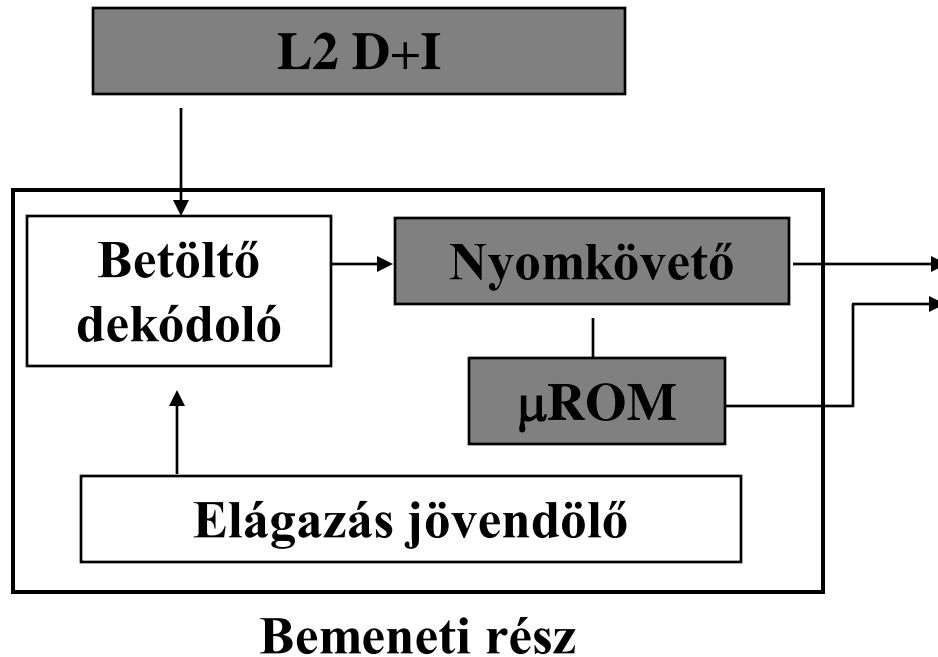 L2 D+I
Betöltő
dekódoló
Nyomkövető
μROM
Elágazás jövendölő
Bemeneti rész